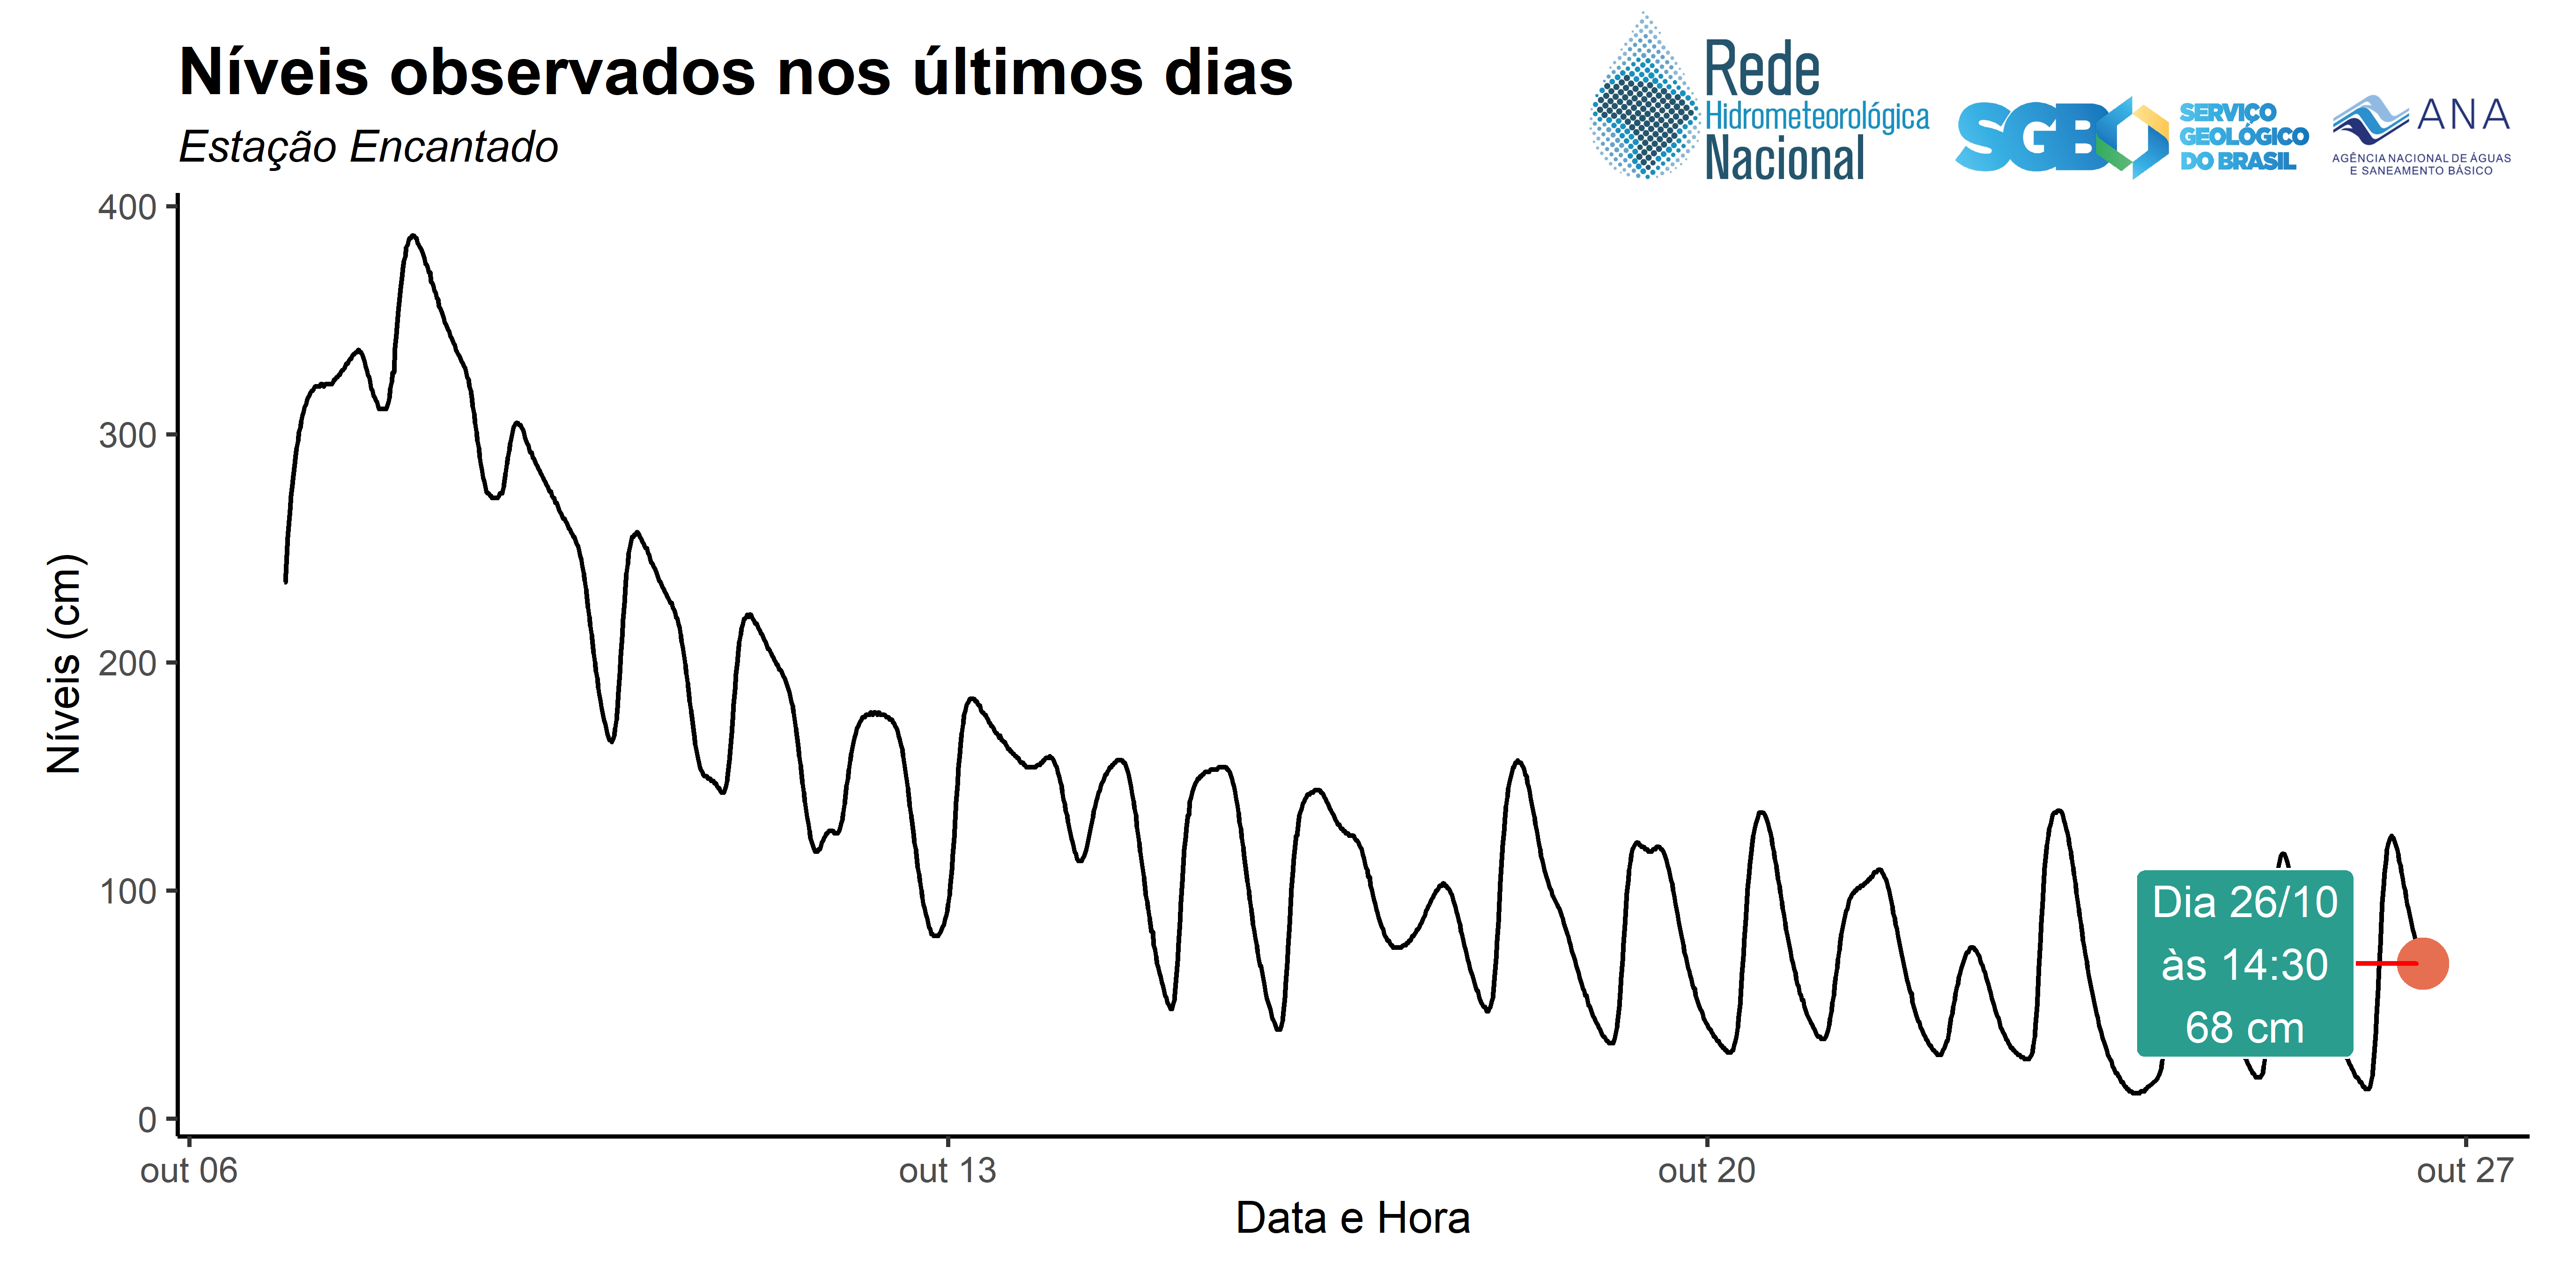 Níveis observados nos últimos dias
Estação Encantado
Rede
Hidrometeorológica
Nacional
SGB
SERVIÇO
GEOLÓGICO
DO BRASIL
ANA
AGÊNCIA NACIONAL DE ÁGUAS
E SANEAMENTO BÁSICO
Níveis (cm)
400
300
200
100
0
Dia 26/10
às 14:30
68 cm
out 06
out 13
out 20
out 27
Data e Hora